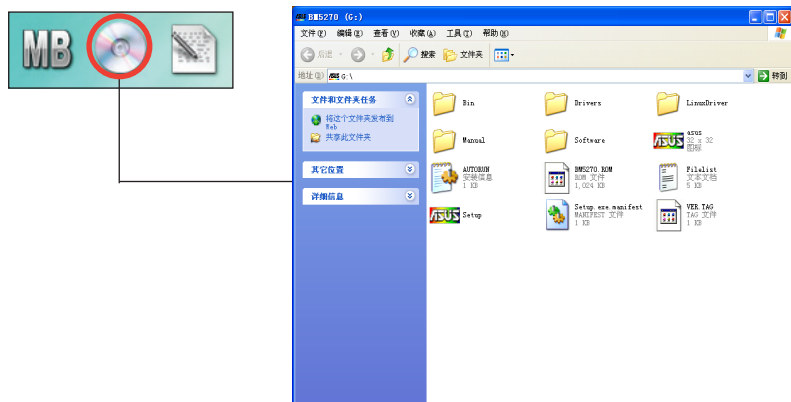 MB
BM5270 (G:)
文件(F) 编辑(E) 查看(V) 收藏(A) 工具(T) 帮助(H)
后退 搜索 文件夹
地址(D) G:\ 转到
文件和文件夹任务
将这个文件夹发布到
Web
共享此文件夹
其它位置
详细信息
Bin Drivers LinuxDriver
Manual Software
ASUS
asus
32 x 32
图标
AUTORUN
安装信息
1 KB
BM5270.ROM
ROM 文件
1,024 KB
Filelist
文本文档
5 KB
ASUS Setup
Setup.exe.manifest
MANIFEST 文件
1 KB
VER.TAG
TAG 文件
1 KB